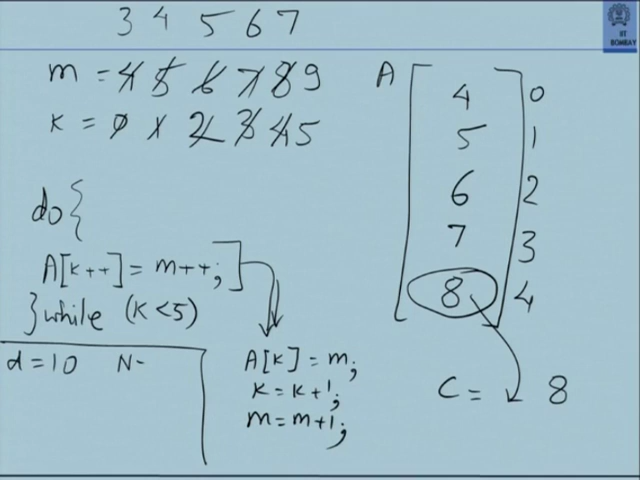 3 4 5 6 7
IIT BOMBAY
m = 4 5 6 7 8 9
K = 0 1 2 3 4 5
A
4 0
5 1
6 2
7 3
8 4
do{
A[K++] = m++;
}while (K<5)
A[K] = m;
K = K+1;
m = m+1;
C = 8
d = 10 N-